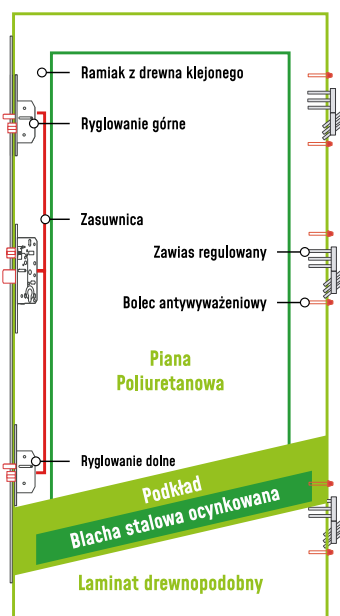 Ramiak z drewna klejonego
Ryglowanie górne
Zasuwnica
Zawias regulowany
Bolec antywyważeniowy
Piana
Poliuretanowa
Ryglowanie dolne
Podkład
Blacha stalowa ocynkowana
Laminat drewnopodobny